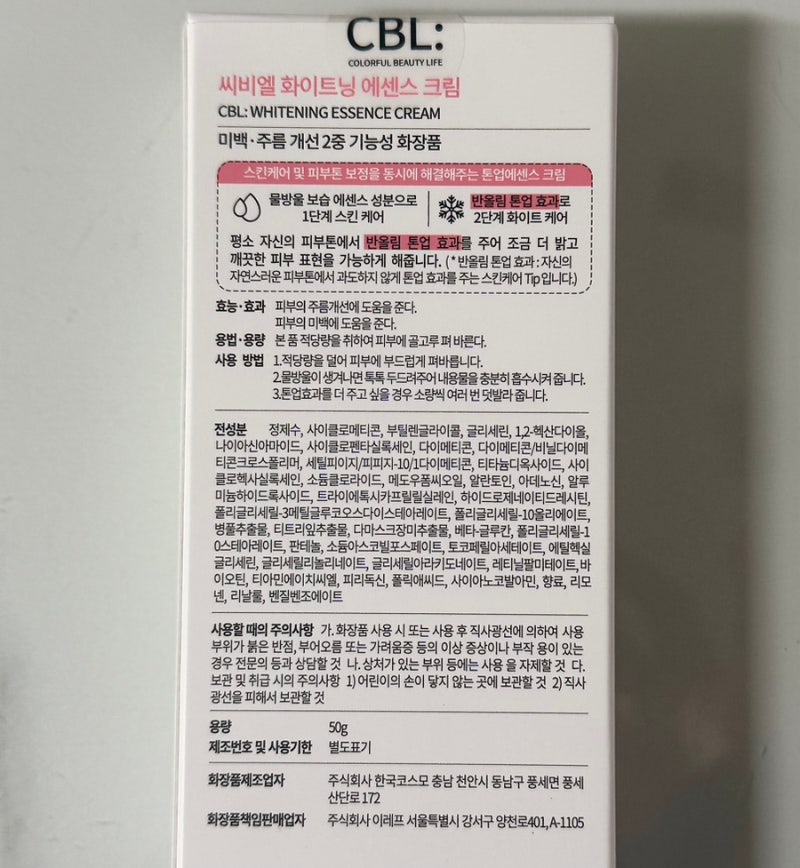 CBL:
COLORFUL BEAUTY LIFE
씨비엘 화이트닝 에센스 크림
CBL: WHITENING ESSENCE CREAM
미백·주름 개선 2중 기능성 화장품
스킨케어 및 피부톤 보정을 동시에 해결해주는 톤업에센스 크림
물방울 보습 에센스 성분으로
1단계 스킨 케어
반올림 톤업 효과로
2단계 화이트 케어
평소 자신의 피부톤에서 반올림 톤업 효과를 주어 조금 더 밝고
깨끗한 피부 표현을 가능하게 해줍니다. (*반올림 톤업 효과 : 자신의
자연스러운 피부톤에서 과도하지 않게 톤업 효과를 주는 스킨케어 Tip 입니다.)
효능·효과 피부의 주름개선에 도움을 준다.
피부의 미백에 도움을 준다.
용법·용량 본 품 적당량을 취하여 피부에 골고루 펴 바른다.
사용 방법 1.적당량을 덜어 피부에 부드럽게 펴바릅니다.
2.물방울이 생겨나면 톡톡 두드려주어 내용물을 충분히 흡수시켜 줍니다.
3.톤업효과를 더 주고 싶을 경우 소량씩 여러 번 덧발라 줍니다.
전성분 정제수, 사이클로메티콘, 부틸렌글라이콜, 글리세린, 1,2-헥산다이올,
나이아신아마이드, 사이클로펜타실록세인, 다이메티콘, 다이메티콘/비닐다이메
티콘크로스폴리머, 세틸피이지/피피지-10/1다이메티콘, 티타늄디옥사이드, 사이
클로헥사실록세인, 소듐클로라이드, 메도우폼씨오일, 알란토인, 아데노신, 알루
미늄하이드록사이드, 트라이에톡시카프릴릴실레인, 하이드로제네이티드레시틴,
폴리글리세릴-3메틸글루코오스다이스테아레이트, 폴리글리세릴-10올리에이트,
병풀추출물, 티트리잎추출물, 다마스크장미추출물, 베타-글루칸, 폴리글리세릴-1
0스테아레이트, 판테놀, 소듐아스코빌포스페이트, 토코페릴아세테이트, 에틸헥실
글리세린, 글리세릴리놀리네이트, 글리세릴아라키도네이트, 레티닐팔미테이트, 바
이오틴, 티아민에이치씨엘, 피리독신, 폴릭애씨드, 사이아노코발아민, 향료, 리모
넨, 리날룰, 벤질벤조에이트
사용할 때의 주의사항 가. 화장품 사용 시 또는 사용 후 직사광선에 의하여 사용
부위가 붉은 반점, 부어오름 또는 가려움증 등의 이상 증상이나 부작 용이 있는
경우 전문의 등과 상담할 것 나. 상처가 있는 부위 등에는 사용 을 자제할 것 다.
보관 및 취급 시의 주의사항 1) 어린이의 손이 닿지 않는 곳에 보관할 것 2) 직사
광선을 피해서 보관할 것
용량 50g
제조번호 및 사용기한 별도표기
화장품제조업자 주식회사 한국코스모 충남 천안시 동남구 풍세면 풍세
산단로 172
화장품책임판매업자 주식회사 이레프 서울특별시 강서구 양천로401, A-1105